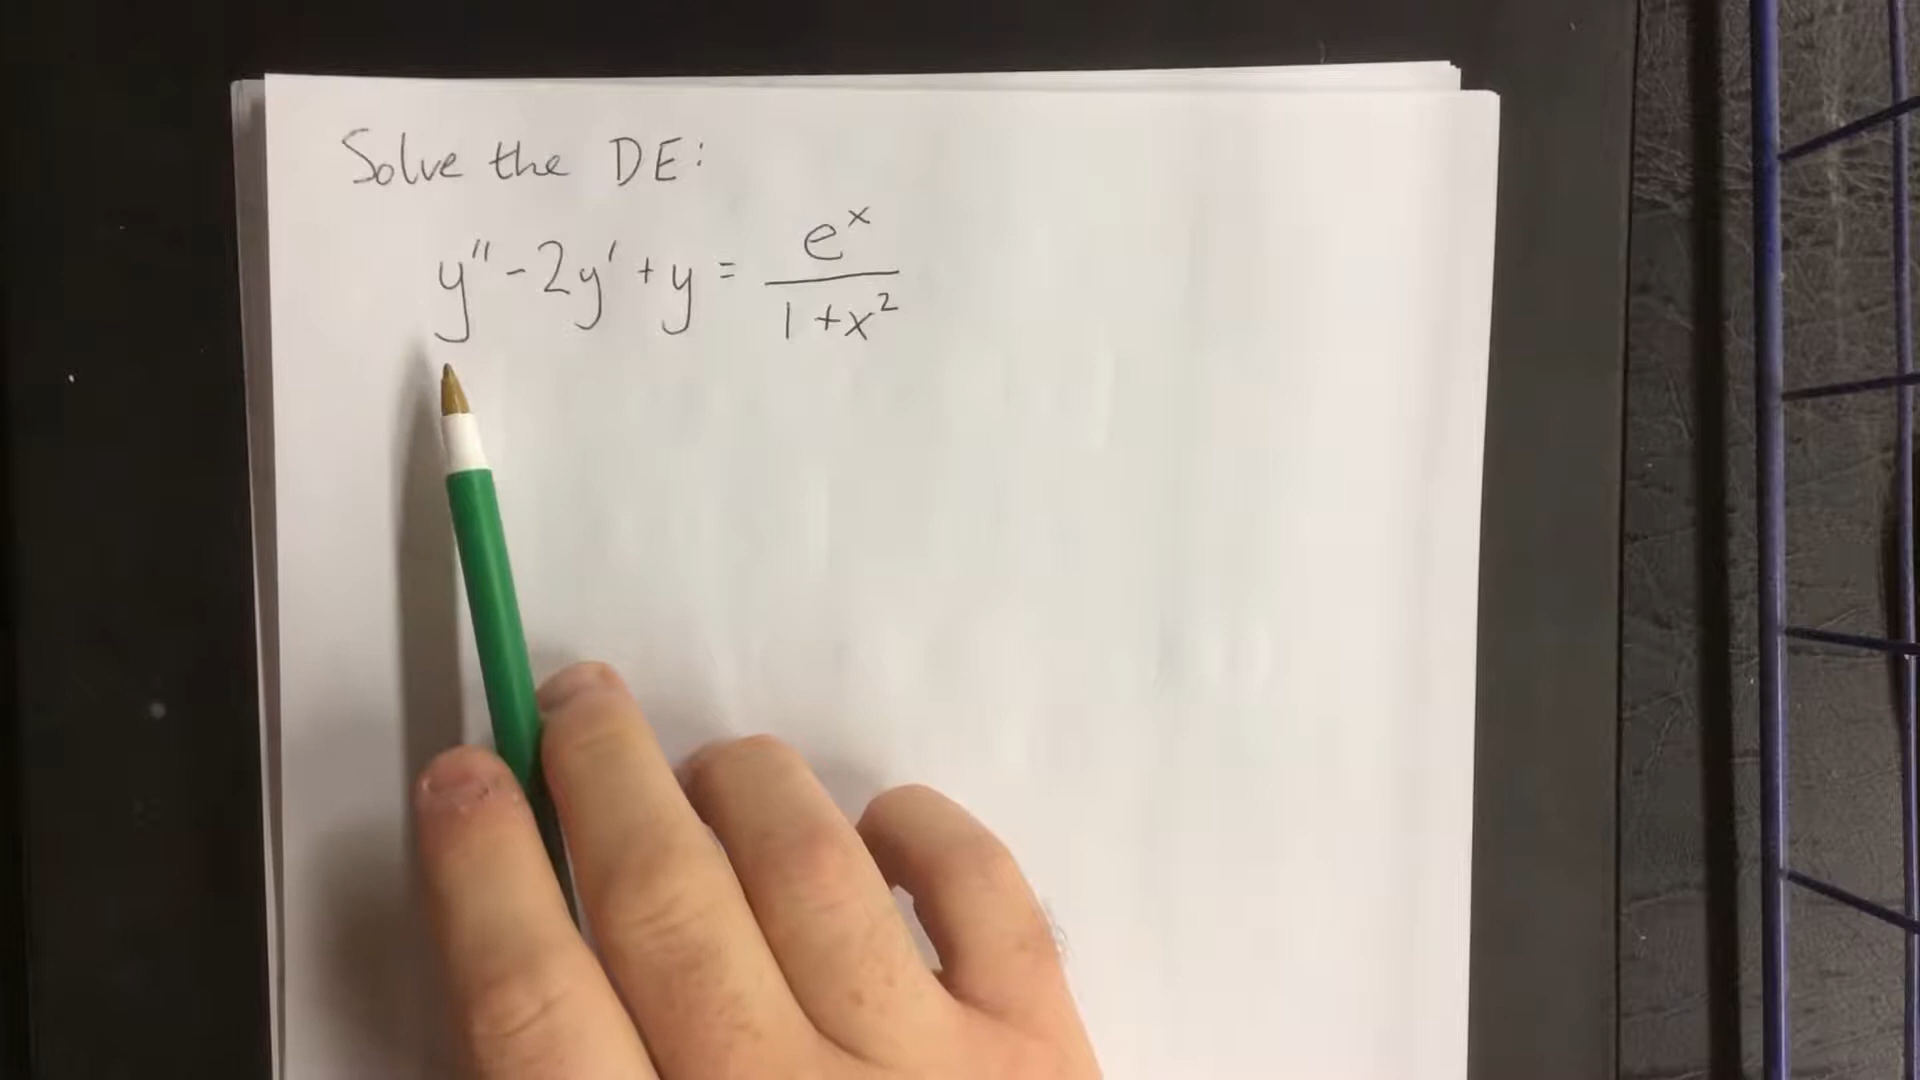 Solve the DE:
y'' - 2y' + y = e^x / (1 + x^2)